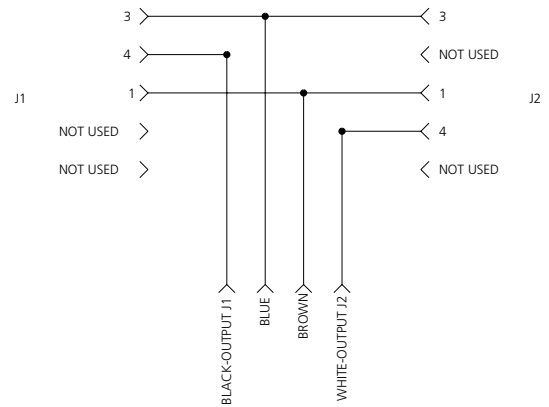 3
3
4
NOT USED
J1
1
1
J2
NOT USED
4
NOT USED
NOT USED
BLACK-OUTPUT J1
BLUE
BROWN
WHITE-OUTPUT J2